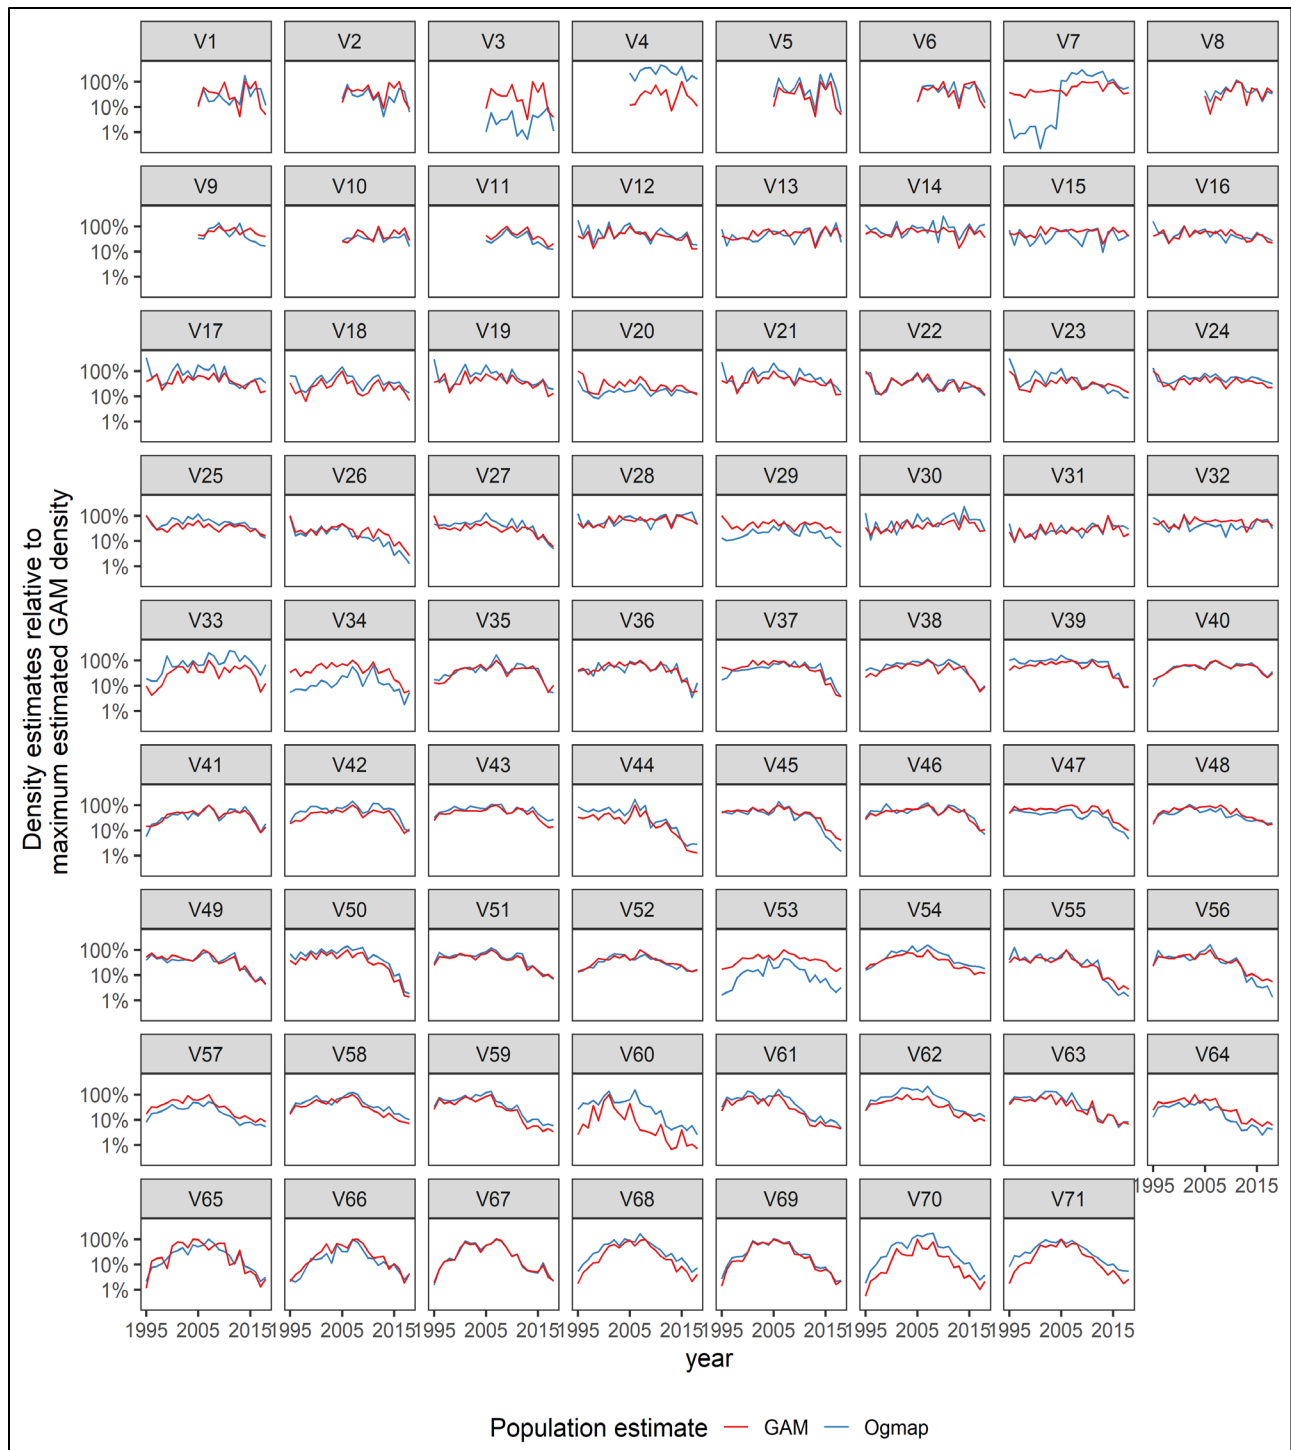 V1 V2 V3 V4 V5 V6 V7 V8
100%
10%
1%
V9 V10 V11 V12 V13 V14 V15 V16
100%
10%
1%
V17 V18 V19 V20 V21 V22 V23 V24
100%
10%
1%
V25 V26 V27 V28 V29 V30 V31 V32
100%
10%
1%
Density estimates relative to
maximum estimated GAM density
V33 V34 V35 V36 V37 V38 V39 V40
100%
10%
1%
V41 V42 V43 V44 V45 V46 V47 V48
100%
10%
1%
V49 V50 V51 V52 V53 V54 V55 V56
100%
10%
1%
V57 V58 V59 V60 V61 V62 V63 V64
100%
10%
1%
1995 2005 2015
V65 V66 V67 V68 V69 V70 V71
100%
10%
1%
1995 2005 2015 1995 2005 2015 1995 2005 2015 1995 2005 2015 1995 2005 2015 1995 2005 2015 1995 2005 2015
year
Population estimate GAM Ogmap